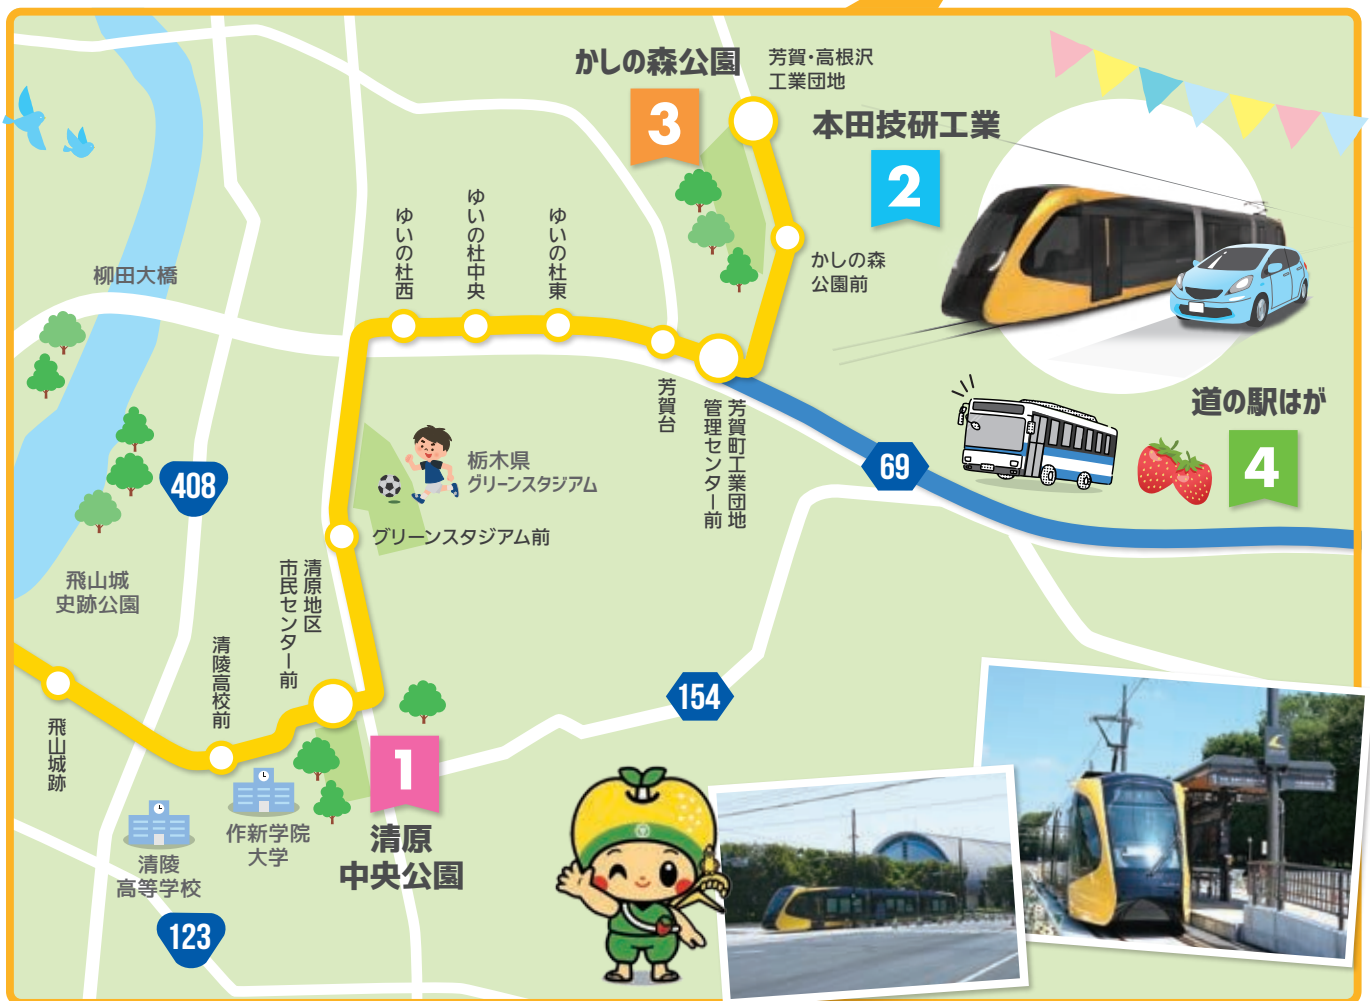 かしの森公園
3
芳賀・高根沢
工業団地
本田技研工業
2
かしの森
公園前
ゆいの杜西
ゆいの杜中央
ゆいの杜東
柳田大橋
芳賀台
芳賀町工業団地
管理センター前
道の駅はが
4
69
栃木県
グリーンスタジアム
グリーンスタジアム前
408
飛山城
史跡公園
清原地区
市民センター前
清陵高校前
飛山城跡
154
1
清原
中央公園
作新学院
大学
清陵
高等学校
123